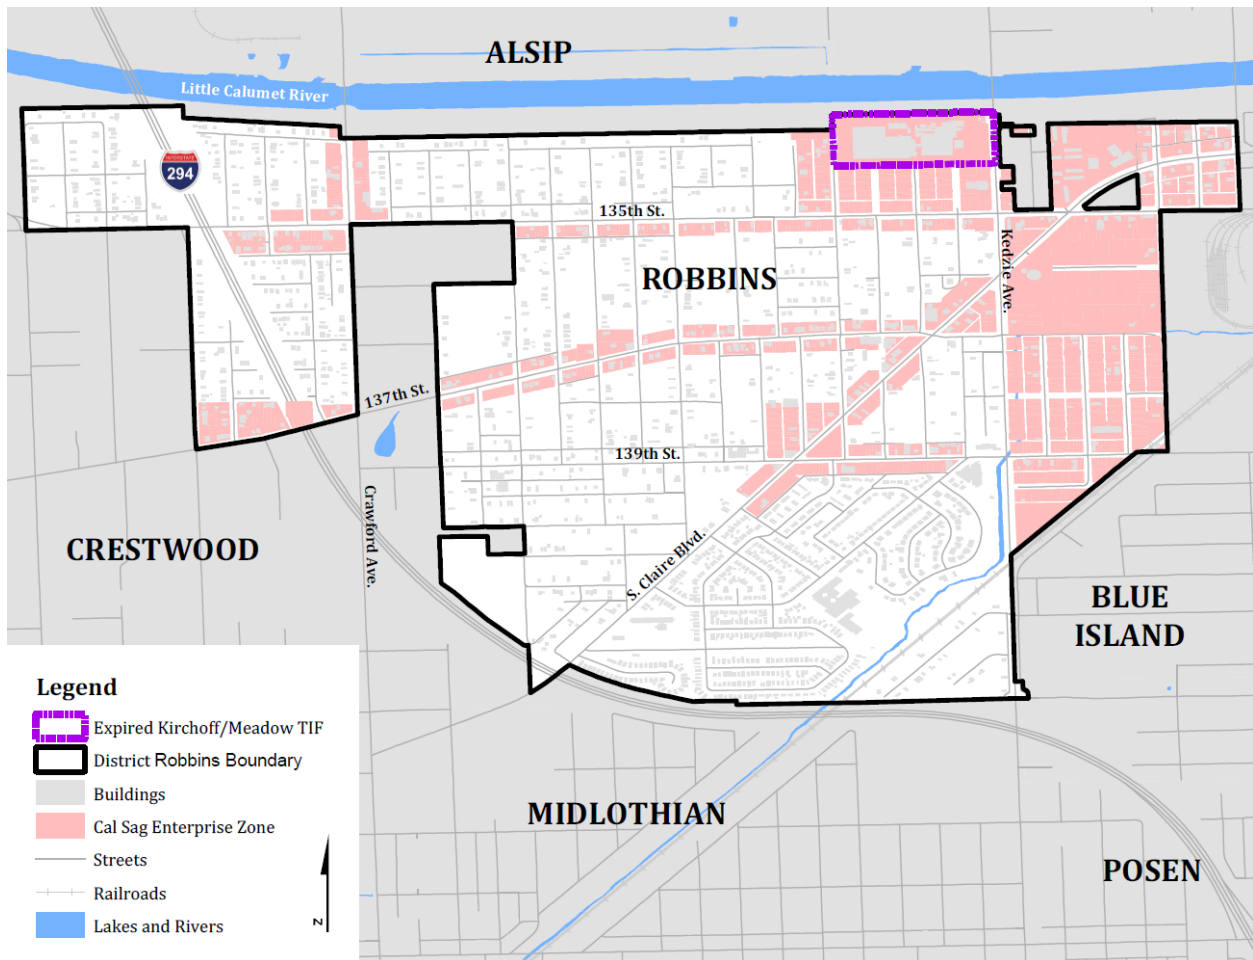 ALSIP
Little Calumet River
INTERSTATE
294
135th St.
Kedzie Ave.
ROBBINS
137th St.
139th St.
Crawford Ave.
CRESTWOOD
S. Claire Blvd.
BLUE
ISLAND
MIDLOTHIAN
POSEN
Legend
Expired Kirchoff/Meadow TIF
District Robbins Boundary
Buildings
Cal Sag Enterprise Zone
Streets
Railroads
Lakes and Rivers
N